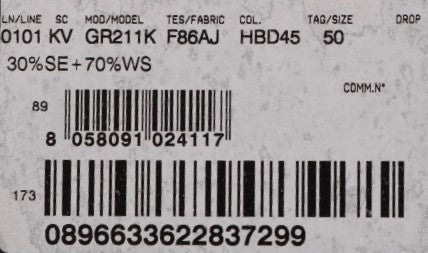 LN/LINE SC MOD/MODEL TES/FABRIC COL. TAG/SIZE DROP
0101 KV GR211K F86AJ HBD45 50
30%SE+70%WS
COMM.N°
89
8 058091 024117
173
0896633622837299